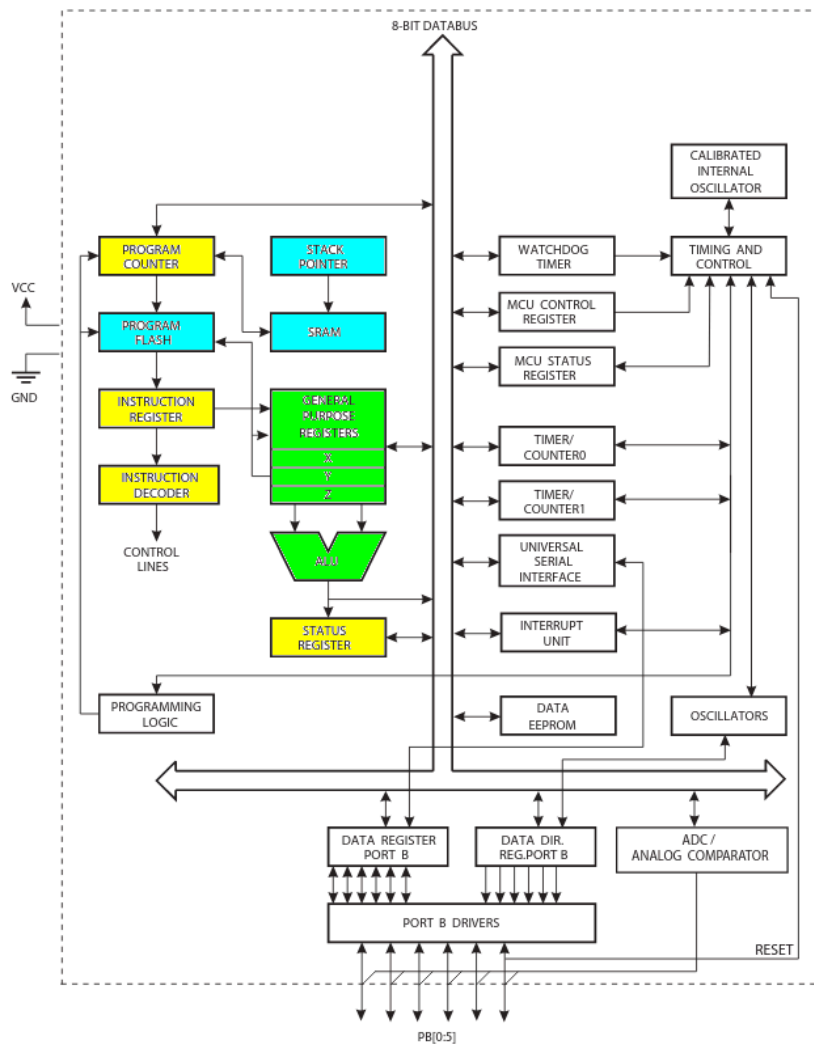 8-BIT DATABUS
CALIBRATED
INTERNAL
OSCILLATOR
PROGRAM
COUNTER
STACK
POINTER
WATCHDOG
TIMER
TIMING AND
CONTROL
VCC
PROGRAM
FLASH
SRAM
MCU CONTROL
REGISTER
MCU STATUS
REGISTER
GND
INSTRUCTION
REGISTER
GENERAL
PURPOSE
REGISTERS
X
Y
Z
TIMER/
COUNTER0
INSTRUCTION
DECODER
TIMER/
COUNTER1
CONTROL
LINES
ALU
UNIVERSAL
SERIAL
INTERFACE
STATUS
REGISTER
INTERRUPT
UNIT
PROGRAMMING
LOGIC
DATA
EEPROM
OSCILLATORS
DATA REGISTER
PORT B
DATA DIR.
REG.PORT B
ADC /
ANALOG COMPARATOR
PORT B DRIVERS
RESET
PB[0:5]